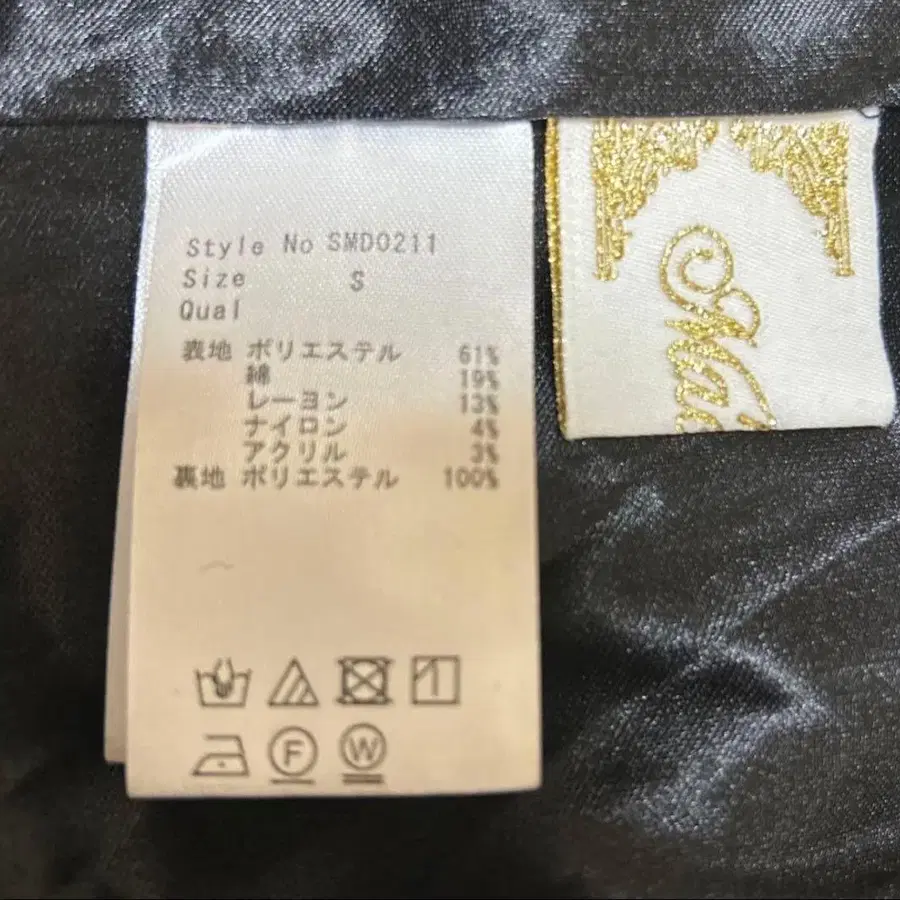 Style No SMD0211
Size S
Qual
表地 ポリエステル 61%
綿 19%
レーヨン 13%
ナイロン 4%
アクリル 3%
裏地 ポリエステル 100%
F
W